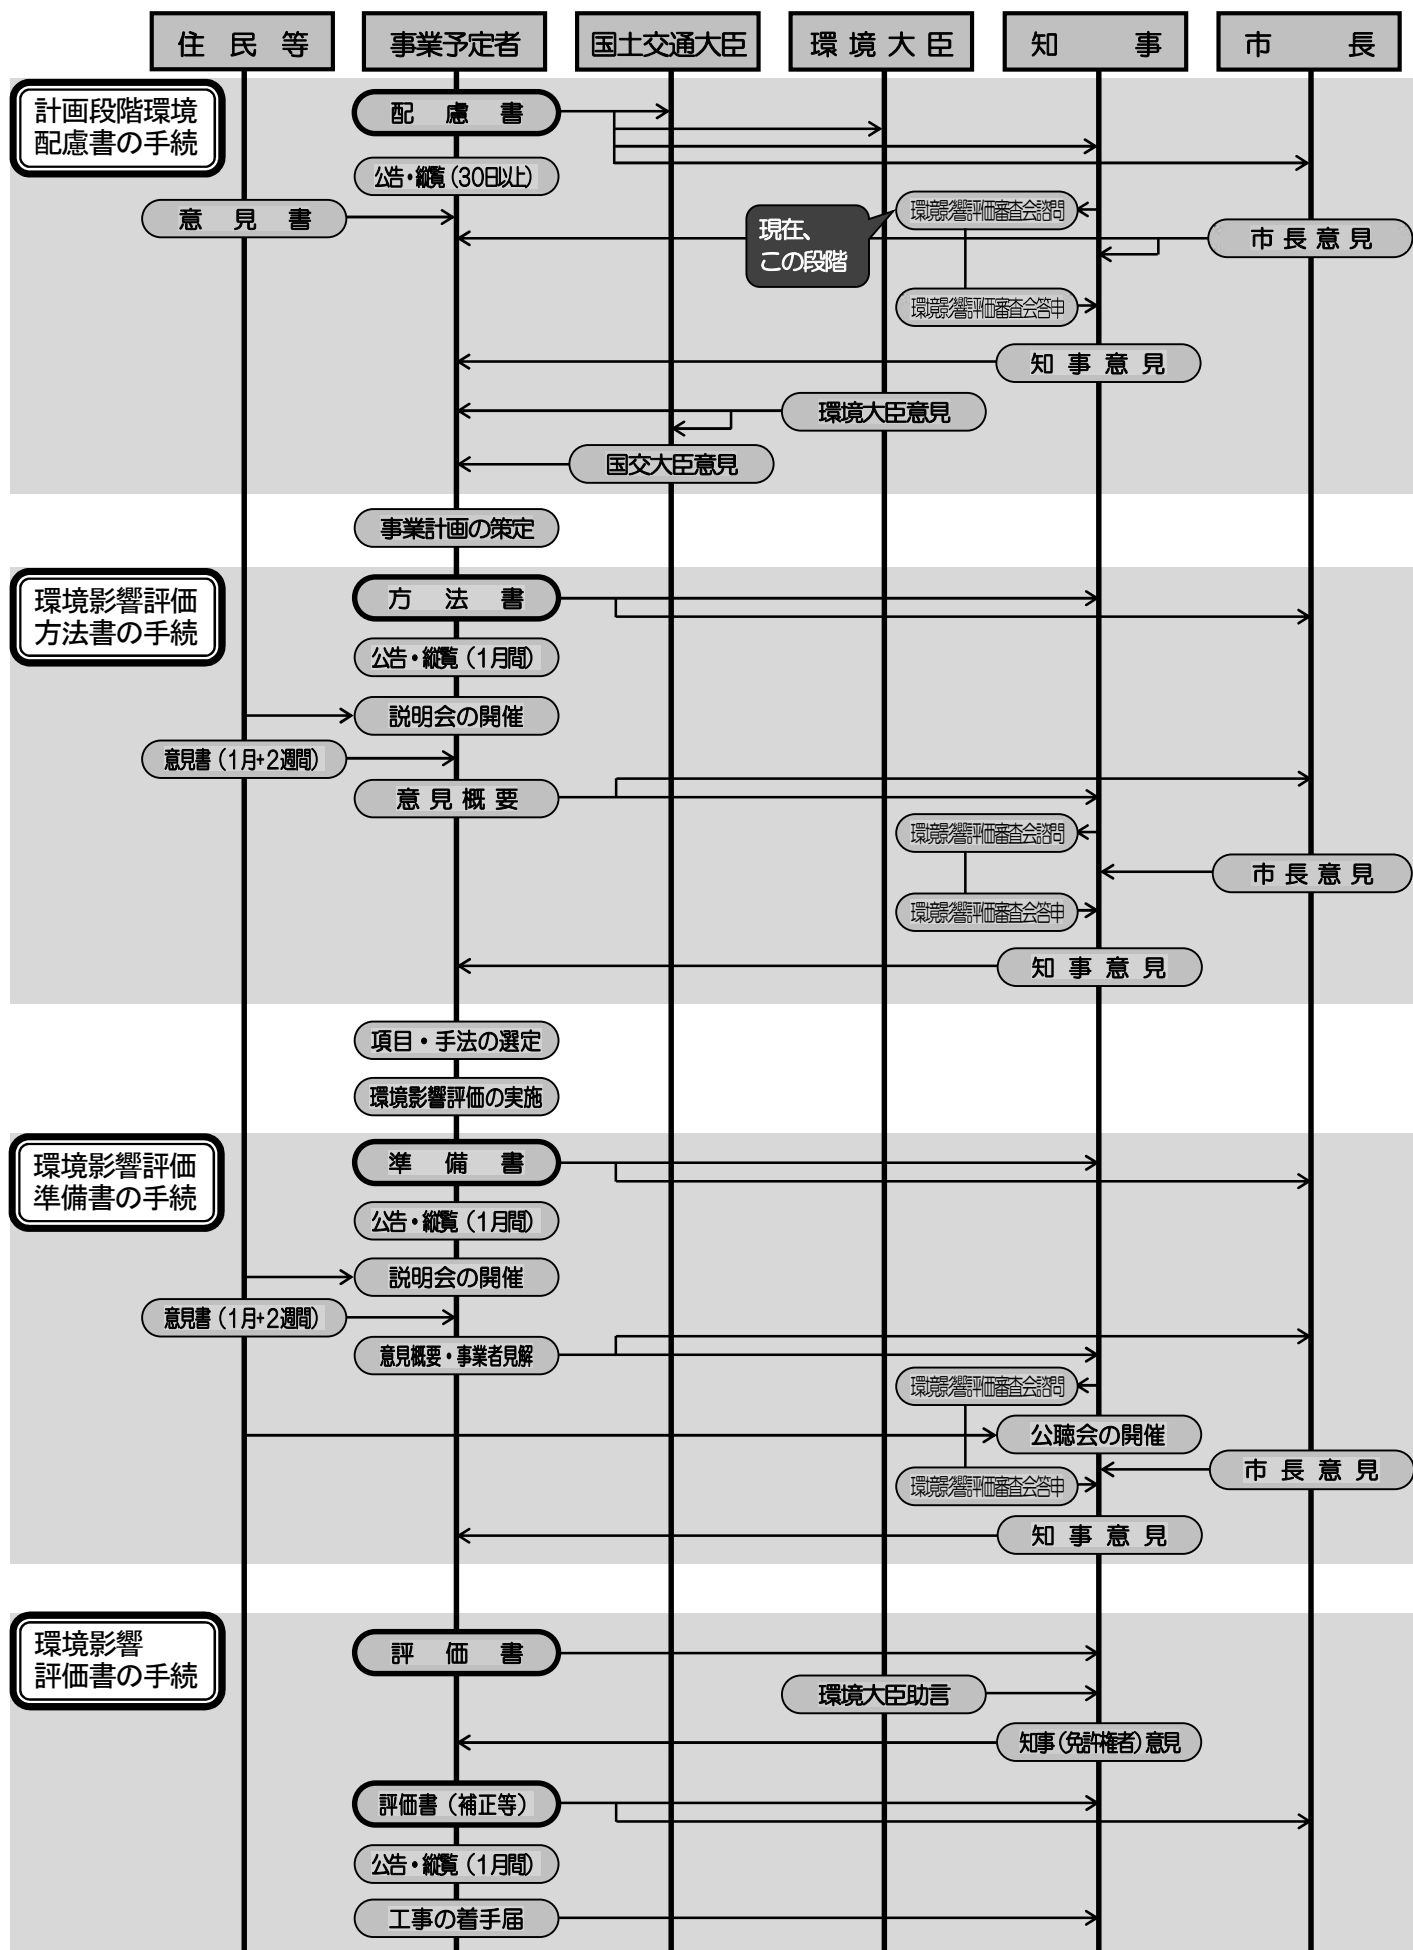 住民等
事業予定者
国土交通大臣
環境大臣
知事
市長
計画段階環境
配慮書の手続
配慮書
公告・縦覧（30日以上）
意見書
環境影響評価審査会諮問
現在、
この段階
市長意見
環境影響評価審査会答申
知事意見
環境大臣意見
国交大臣意見
事業計画の策定
環境影響評価
方法書の手続
方法書
公告・縦覧（1月間）
説明会の開催
意見書（1月+2週間）
意見概要
環境影響評価審査会諮問
市長意見
環境影響評価審査会答申
知事意見
項目・手法の選定
環境影響評価の実施
環境影響評価
準備書の手続
準備書
公告・縦覧（1月間）
説明会の開催
意見書（1月+2週間）
意見概要・事業者見解
環境影響評価審査会諮問
公聴会の開催
市長意見
環境影響評価審査会答申
知事意見
環境影響
評価書の手続
評価書
環境大臣助言
知事（免許権者）意見
評価書（補正等）
公告・縦覧（1月間）
工事の着手届